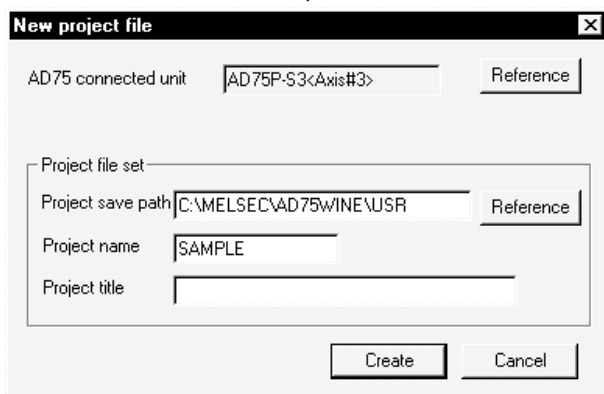 New project file
AD75 connected unit AD75P-S3<Axis#3> Reference
Project file set
Project save path C:\MELSEC\AD75WINE\USR Reference
Project name SAMPLE
Project title
Create Cancel